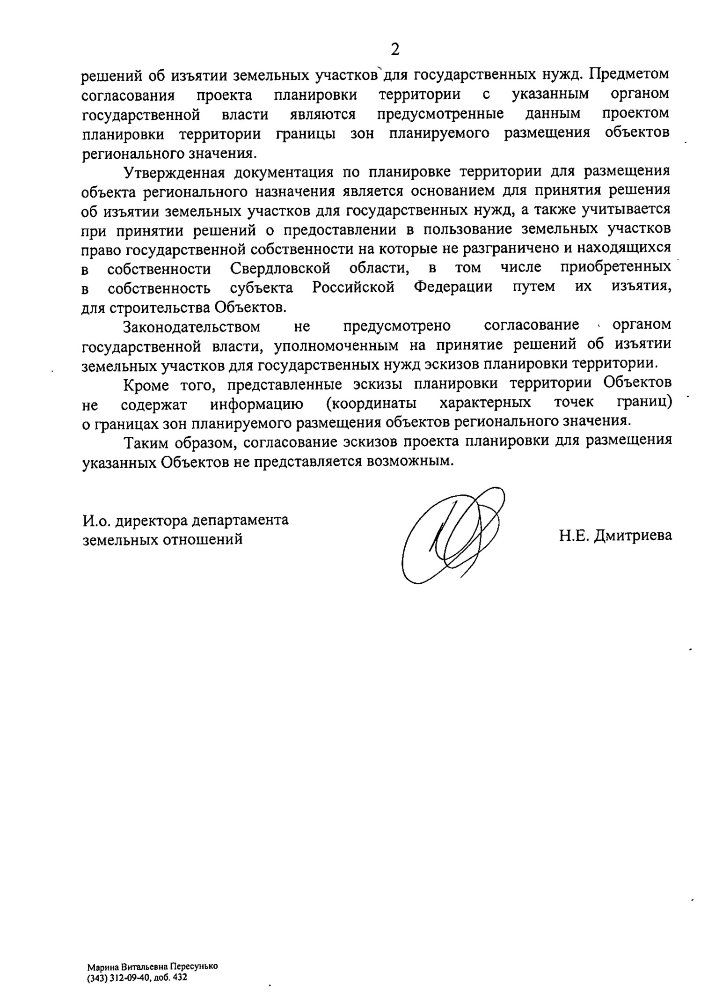 2
решений об изъятии земельных участков для государственных нужд. Предметом
согласования проекта планировки территории с указанным органом
государственной власти являются предусмотренные данным проектом
планировки территории границы зон планируемого размещения объектов
регионального значения.
Утвержденная документация по планировке территории для размещения
объекта регионального назначения является основанием для принятия решения
об изъятии земельных участков для государственных нужд, а также учитывается
при принятии решений о предоставлении в пользование земельных участков
право государственной собственности на которые не разграничено и находящихся
в собственности Свердловской области, в том числе приобретенных
в собственность субъекта Российской Федерации путем их изъятия,
для строительства Объектов.
Законодательством не предусмотрено согласование органом
государственной власти, уполномоченным на принятие решений об изъятии
земельных участков для государственных нужд эскизов планировки территории.
Кроме того, представленные эскизы планировки территории Объектов
не содержат информацию (координаты характерных точек границ)
о границах зон планируемого размещения объектов регионального значения.
Таким образом, согласование эскизов проекта планировки для размещения
указанных Объектов не представляется возможным.
И.о. директора департамента
земельных отношений
Н.Е. Дмитриева
Марина Витальевна Пересунько
(343) 312-09-40, доб. 432